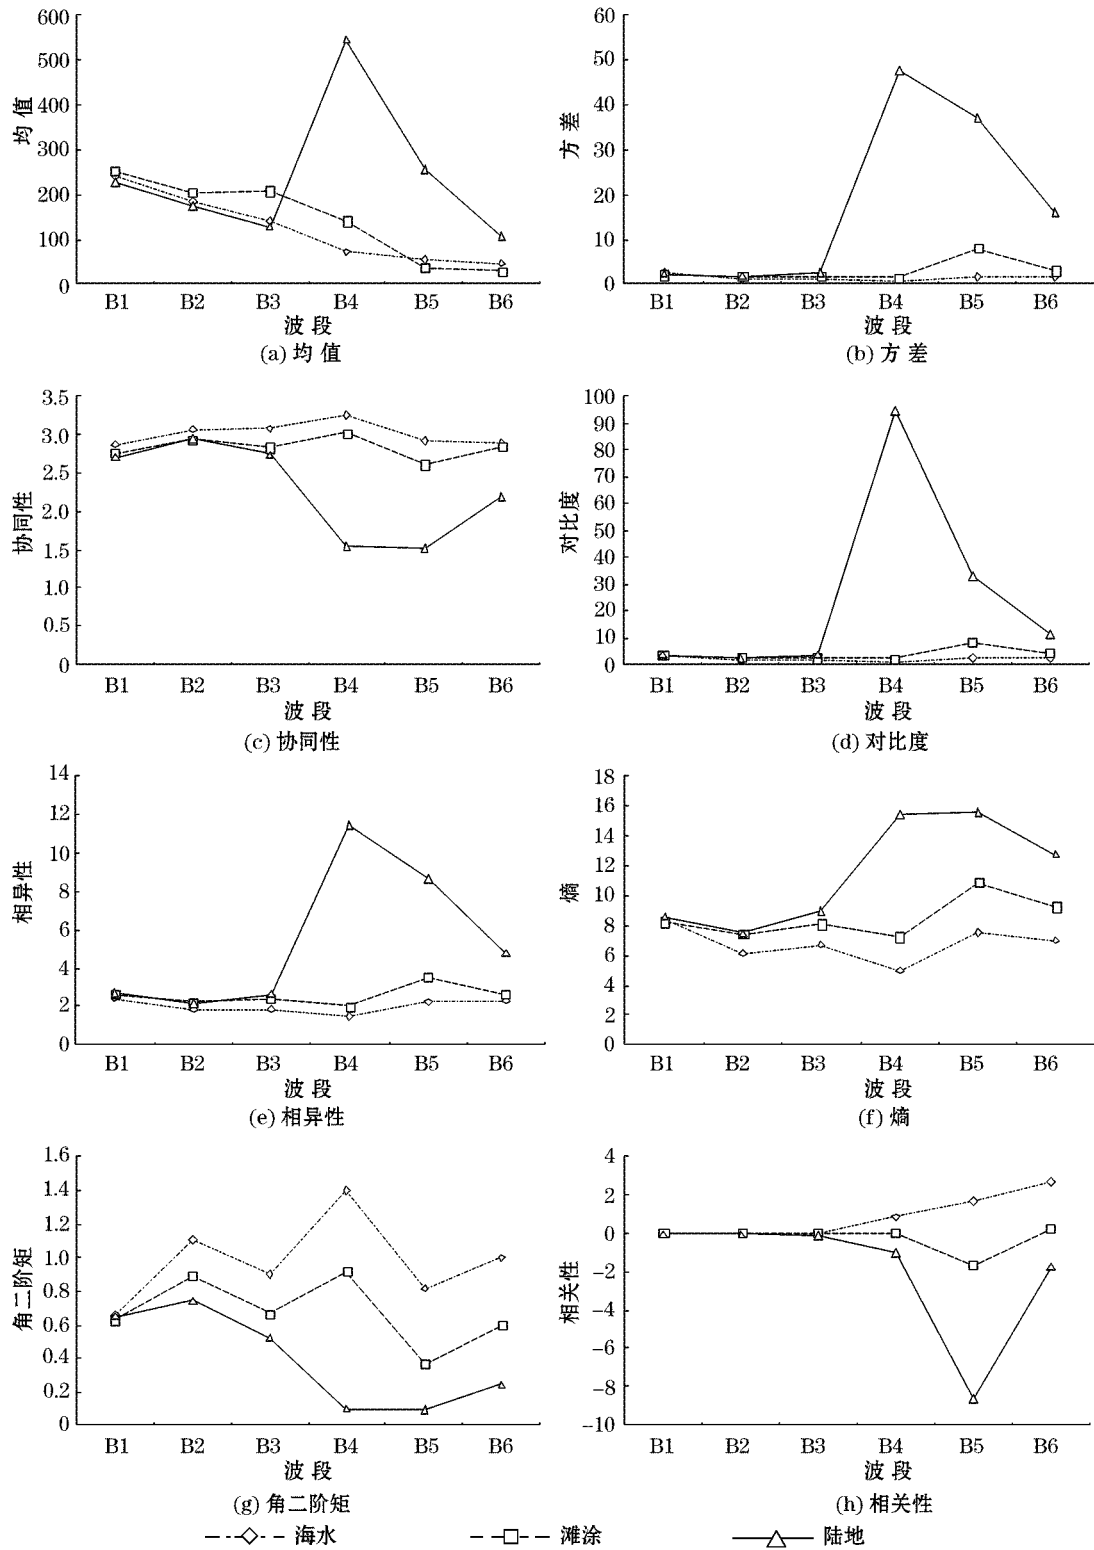 600
500
400
300
200
100
0
均值
B1 B2 B3 B4 B5 B6
波段
(a) 均值
60
50
40
30
20
10
0
方差
B1 B2 B3 B4 B5 B6
波段
(b) 方差
3.5
3.0
2.5
2.0
1.5
1.0
0.5
0
协同性
B1 B2 B3 B4 B5 B6
波段
(c) 协同性
100
90
80
70
60
50
40
30
20
10
0
对比度
B1 B2 B3 B4 B5 B6
波段
(d) 对比度
14
12
10
8
6
4
2
0
相异性
B1 B2 B3 B4 B5 B6
波段
(e) 相异性
18
16
14
12
10
8
6
4
2
0
熵
B1 B2 B3 B4 B5 B6
波段
(f) 熵
1.6
1.4
1.2
1.0
0.8
0.6
0.4
0.2
0
角二阶矩
B1 B2 B3 B4 B5 B6
波段
(g) 角二阶矩
4
2
0
-2
-4
-6
-8
-10
相关性
B1 B2 B3 B4 B5 B6
波段
(h) 相关性
海水 滩涂 陆地